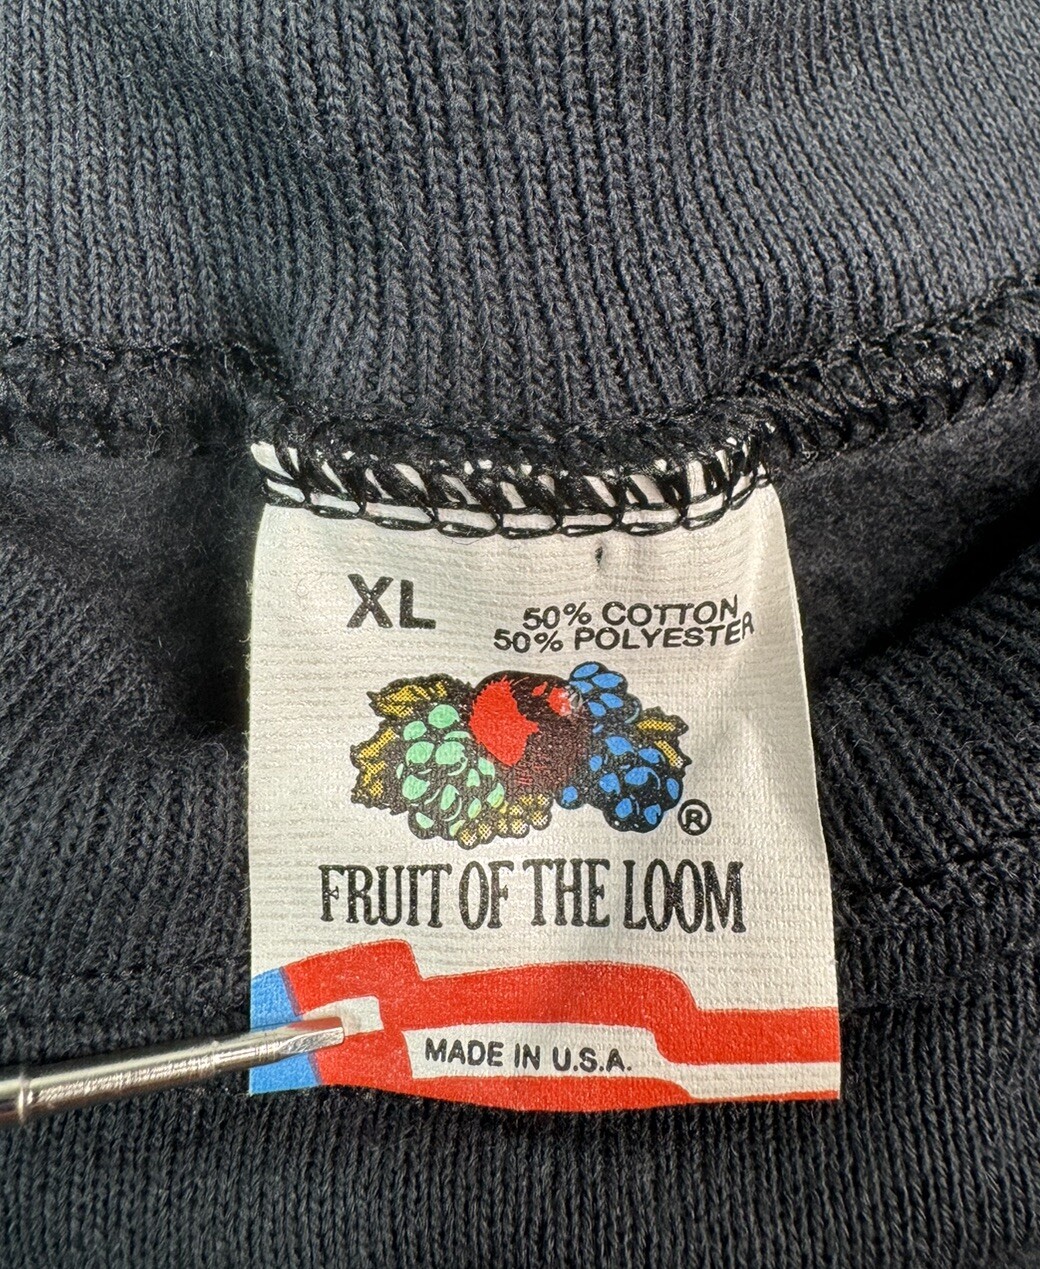 XL
50% COTTON
50% POLYESTER
®
FRUIT OF THE LOOM
MADE IN U.S.A.